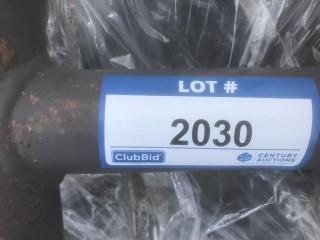 LOT #
2030
ClubBid
CENTURY
AUCTIONS